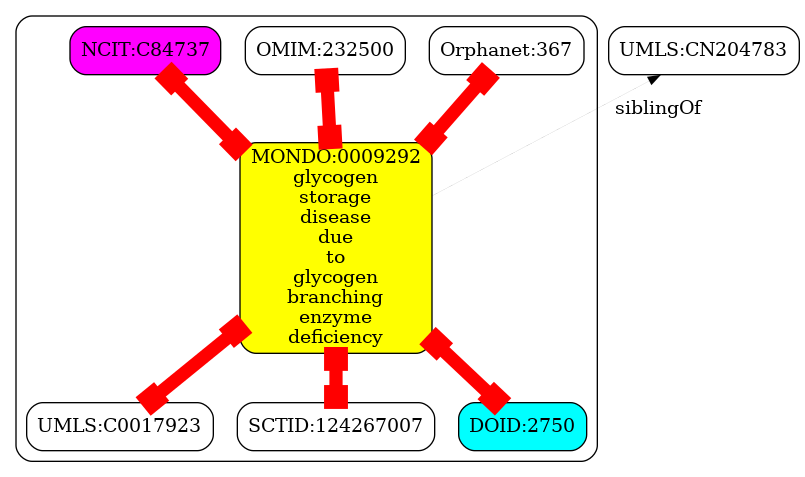 NCIT:C84737
OMIM:232500
Orphanet:367
UMLS:CN204783
siblingOf
MONDO:0009292
glycogen
storage
disease
due
to
glycogen
branching
enzyme
deficiency
UMLS:C0017923
SCTID:124267007
DOID:2750